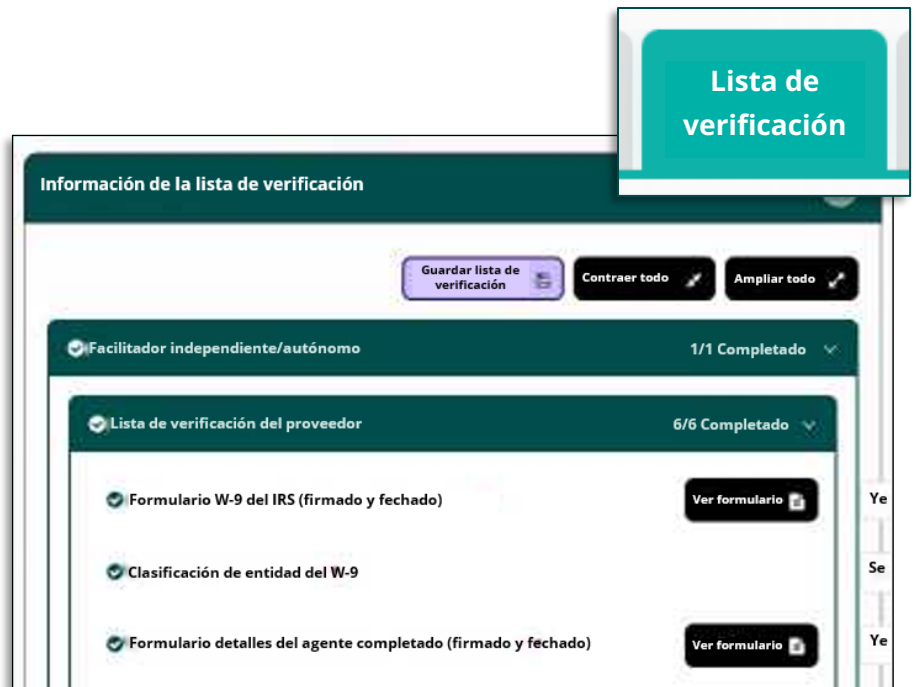 Lista de
verificación
Información de la lista de verificación
Guardar lista de
verificación
Contraer todo
Ampliar todo
Facilitador independiente/autónomo
1/1 Completado
Lista de verificación del proveedor
6/6 Completado
Formulario W-9 del IRS (firmado y fechado)
Ver formulario
Ye
Clasificación de entidad del W-9
Se
Formulario detalles del agente completado (firmado y fechado)
Ver formulario
Ye